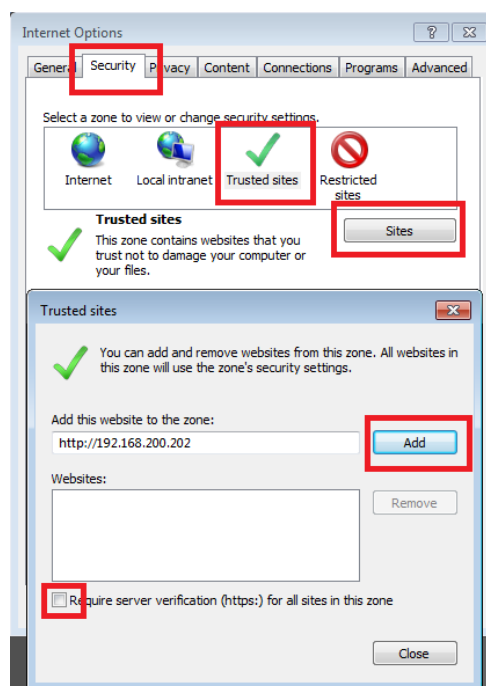 Internet Options
General Security Privacy Content Connections Programs Advanced
Select a zone to view or change security settings.
Internet Local intranet Trusted sites Restricted
sites
Trusted sites
Sites
This zone contains websites that you
trust not to damage your computer or
your files.
Trusted sites
You can add and remove websites from this zone. All websites in
this zone will use the zone's security settings.
Add this website to the zone:
http://192.168.200.202 Add
Websites:
Remove
Require server verification (https:) for all sites in this zone
Close